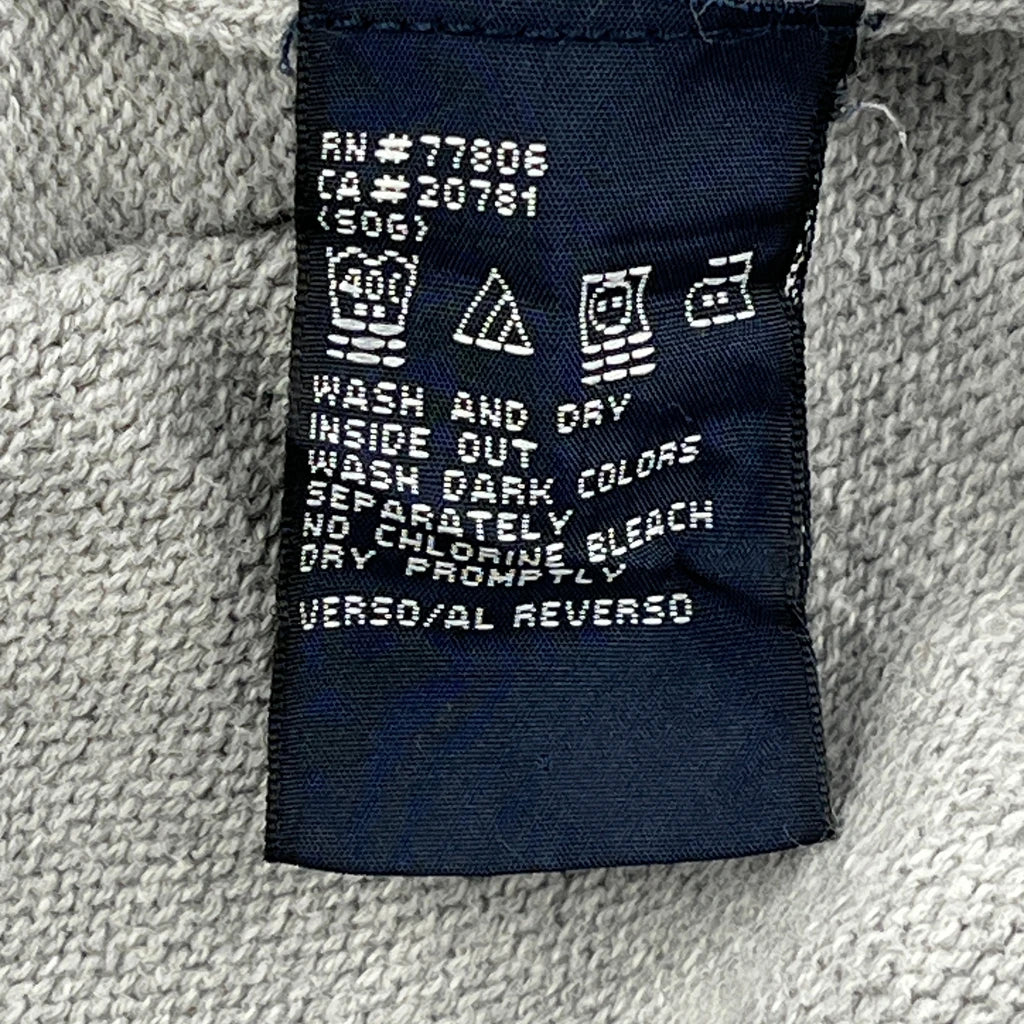 RN#77806
CA#20781
(SOG)
40C
WASH AND DRY
INSIDE OUT
WASH DARK COLORS
SEPARATELY
NO CHLORINE BLEACH
DRY PROMPTLY
VERSO/AL REVERSO